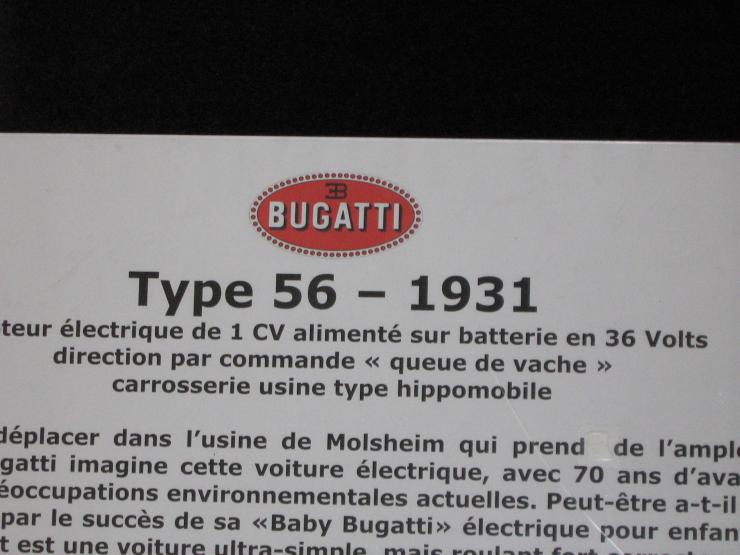 EB
BUGATTI
Type 56 – 1931
teur électrique de 1 CV alimenté sur batterie en 36 Volts
direction par commande « queue de vache »
carrosserie usine type hippomobile
déplacer dans l'usine de Molsheim qui prend de l'ampl
gatti imagine cette voiture électrique, avec 70 ans d'ava
éoccupations environnementales actuelles. Peut-être a-t-il
par le succès de sa «Baby Bugatti» électrique pour enfan
t est une voiture ultra-simple, mais roulant fort